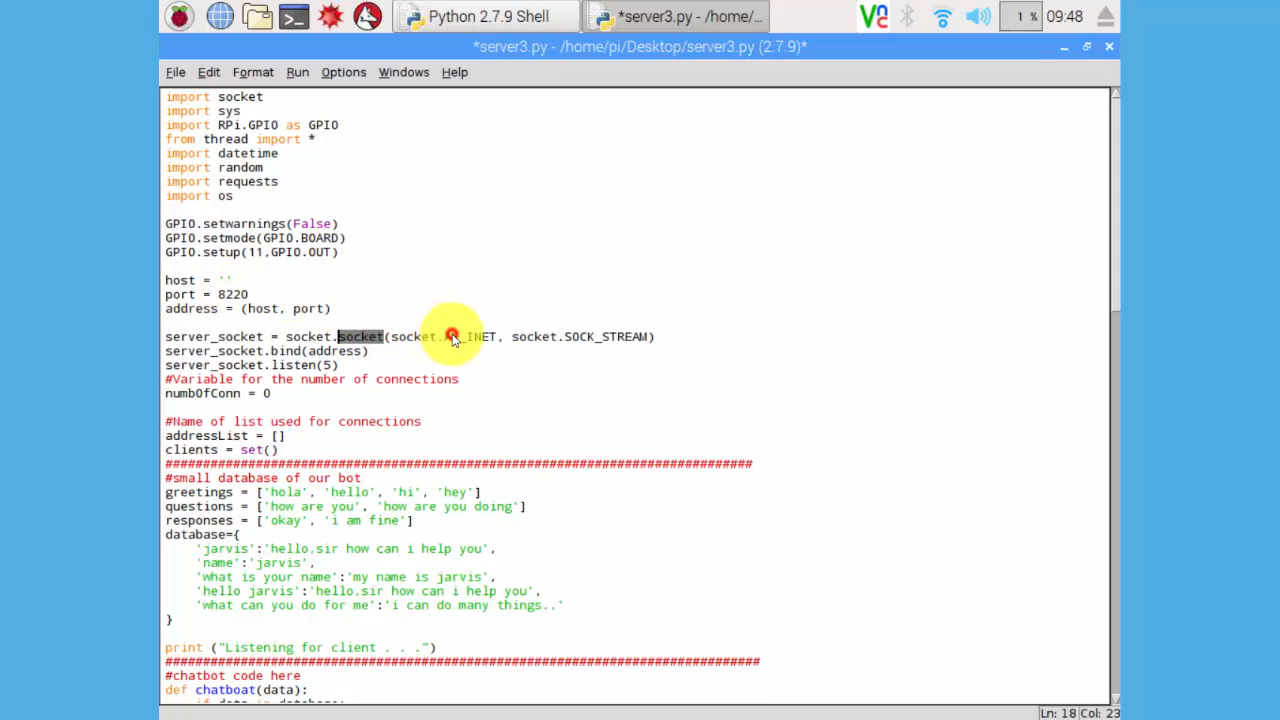 Python 2.7.9 Shell
*server3.py - /home/...
VNC
1 %
09:48
*server3.py - /home/pi/Desktop/server3.py (2.7.9)*
File Edit Format Run Options Windows Help
import socket
import sys
import RPi.GPIO as GPIO
from thread import *
import datetime
import random
import requests
import os
GPIO.setwarnings(False)
GPIO.setmode(GPIO.BOARD)
GPIO.setup(11,GPIO.OUT)
host = ''
port = 8220
address = (host, port)
server_socket = socket.socket(socket.AF_INET, socket.SOCK_STREAM)
server_socket.bind(address)
server_socket.listen(5)
#Variable for the number of connections
numbOfConn = 0
#Name of list used for connections
addressList = []
clients = set()
##############################################################################
#small database of our bot
greetings = ['hola', 'hello', 'hi', 'hey']
questions = ['how are you', 'how are you doing']
responses = ['okay', 'i am fine']
database={
'jarvis':'hello,sir how can i help you',
'name':'jarvis',
'what is your name':'my name is jarvis',
'hello jarvis':'hello,sir how can i help you',
'what can you do for me':'i can do many things..'
}
print ("Listening for client . . .")
###############################################################################
#chatbot code here
def chatboat(data):
if data in database:
Ln: 18 Col: 23